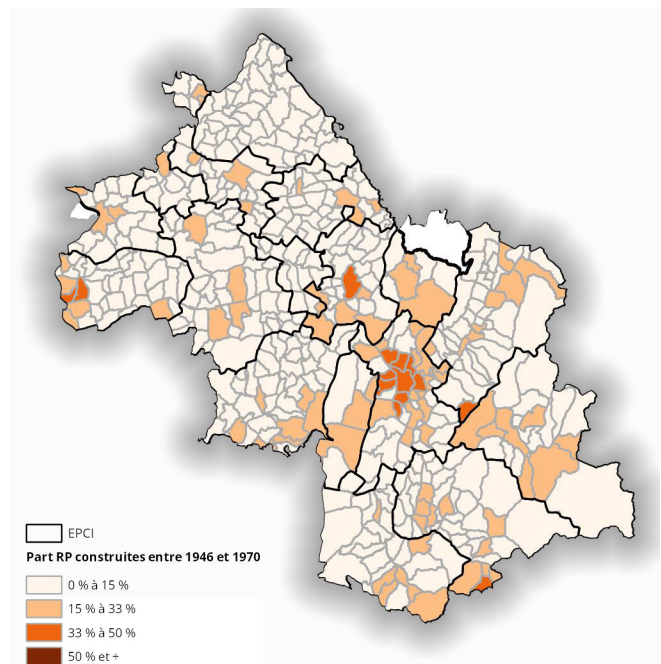 EPCI
Part RP construites entre 1946 et 1970
0 % à 15 %
15 % à 33 %
33 % à 50 %
50 % et +